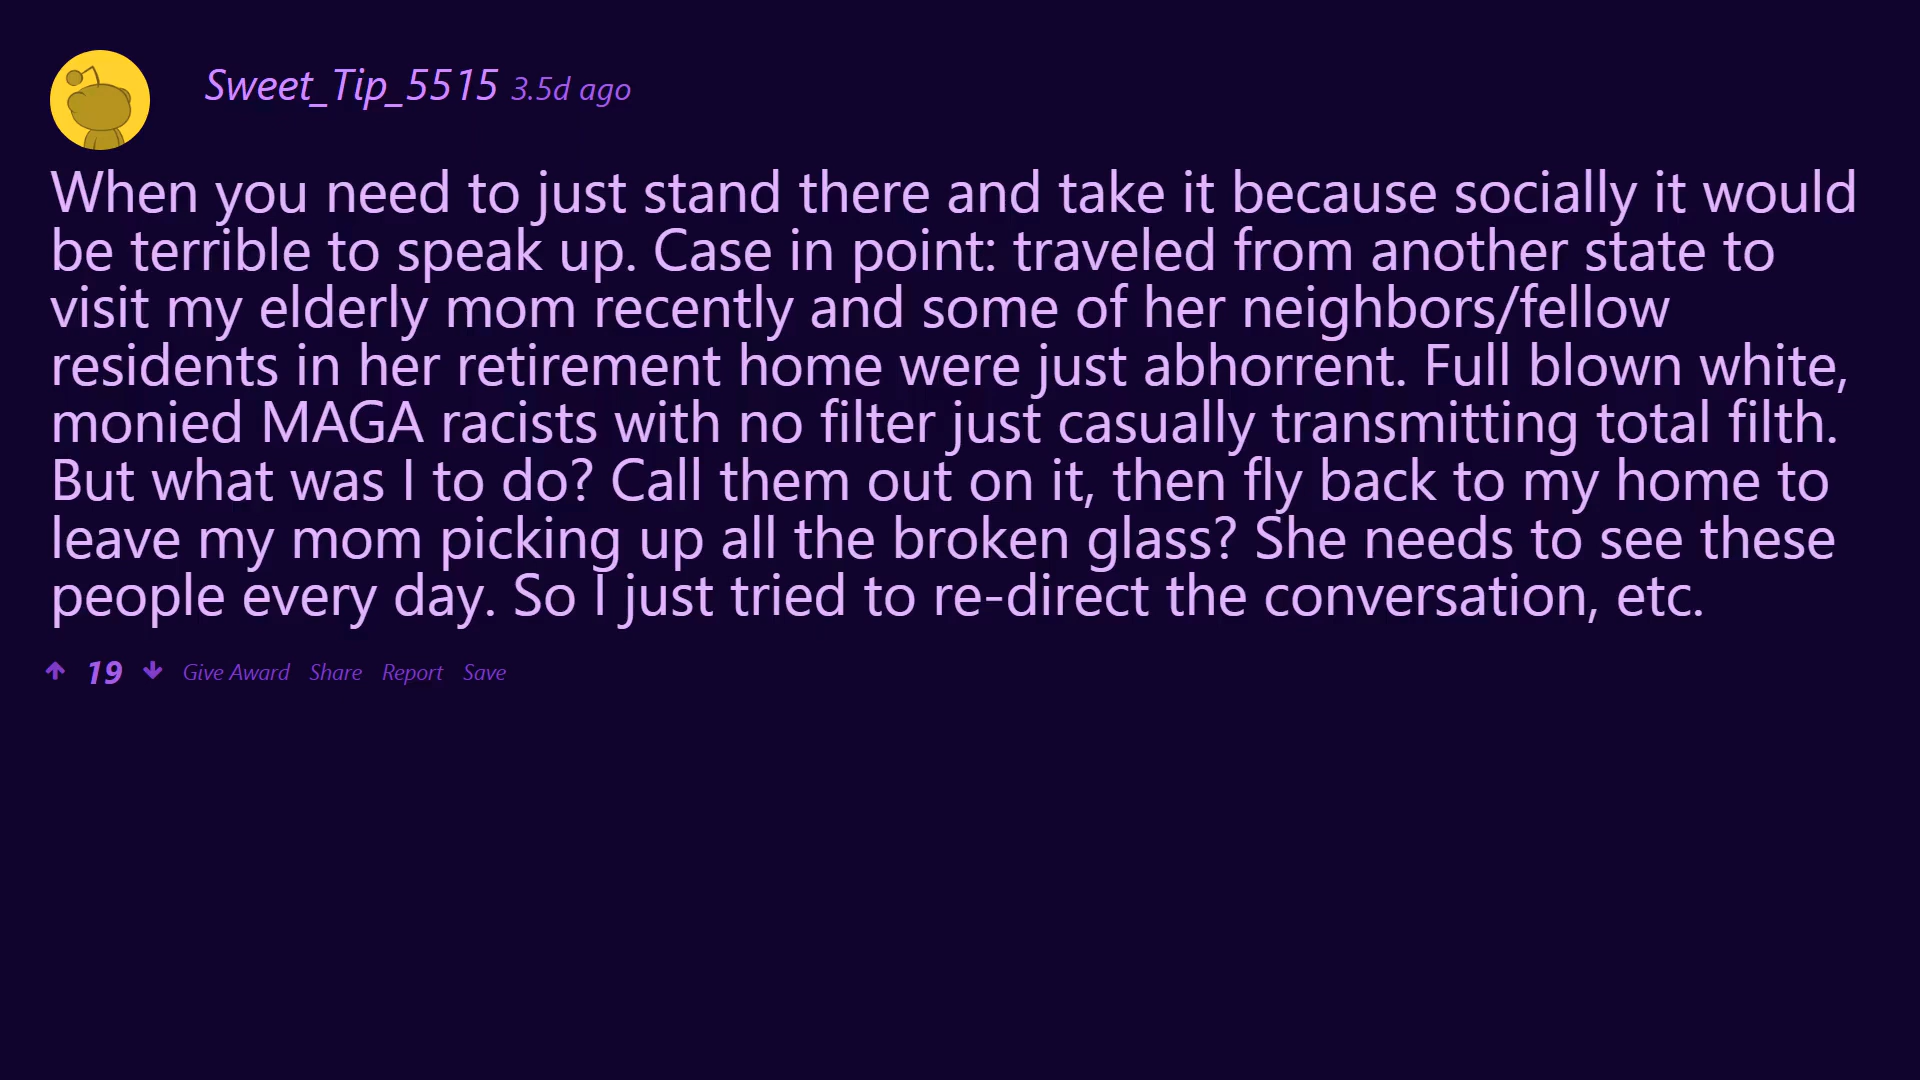 Sweet_Tip_5515 3.5d ago
When you need to just stand there and take it because socially it would
be terrible to speak up. Case in point: traveled from another state to
visit my elderly mom recently and some of her neighbors/fellow
residents in her retirement home were just abhorrent. Full blown white,
monied MAGA racists with no filter just casually transmitting total filth.
But what was I to do? Call them out on it, then fly back to my home to
leave my mom picking up all the broken glass? She needs to see these
people every day. So I just tried to re-direct the conversation, etc.
19 Give Award Share Report Save